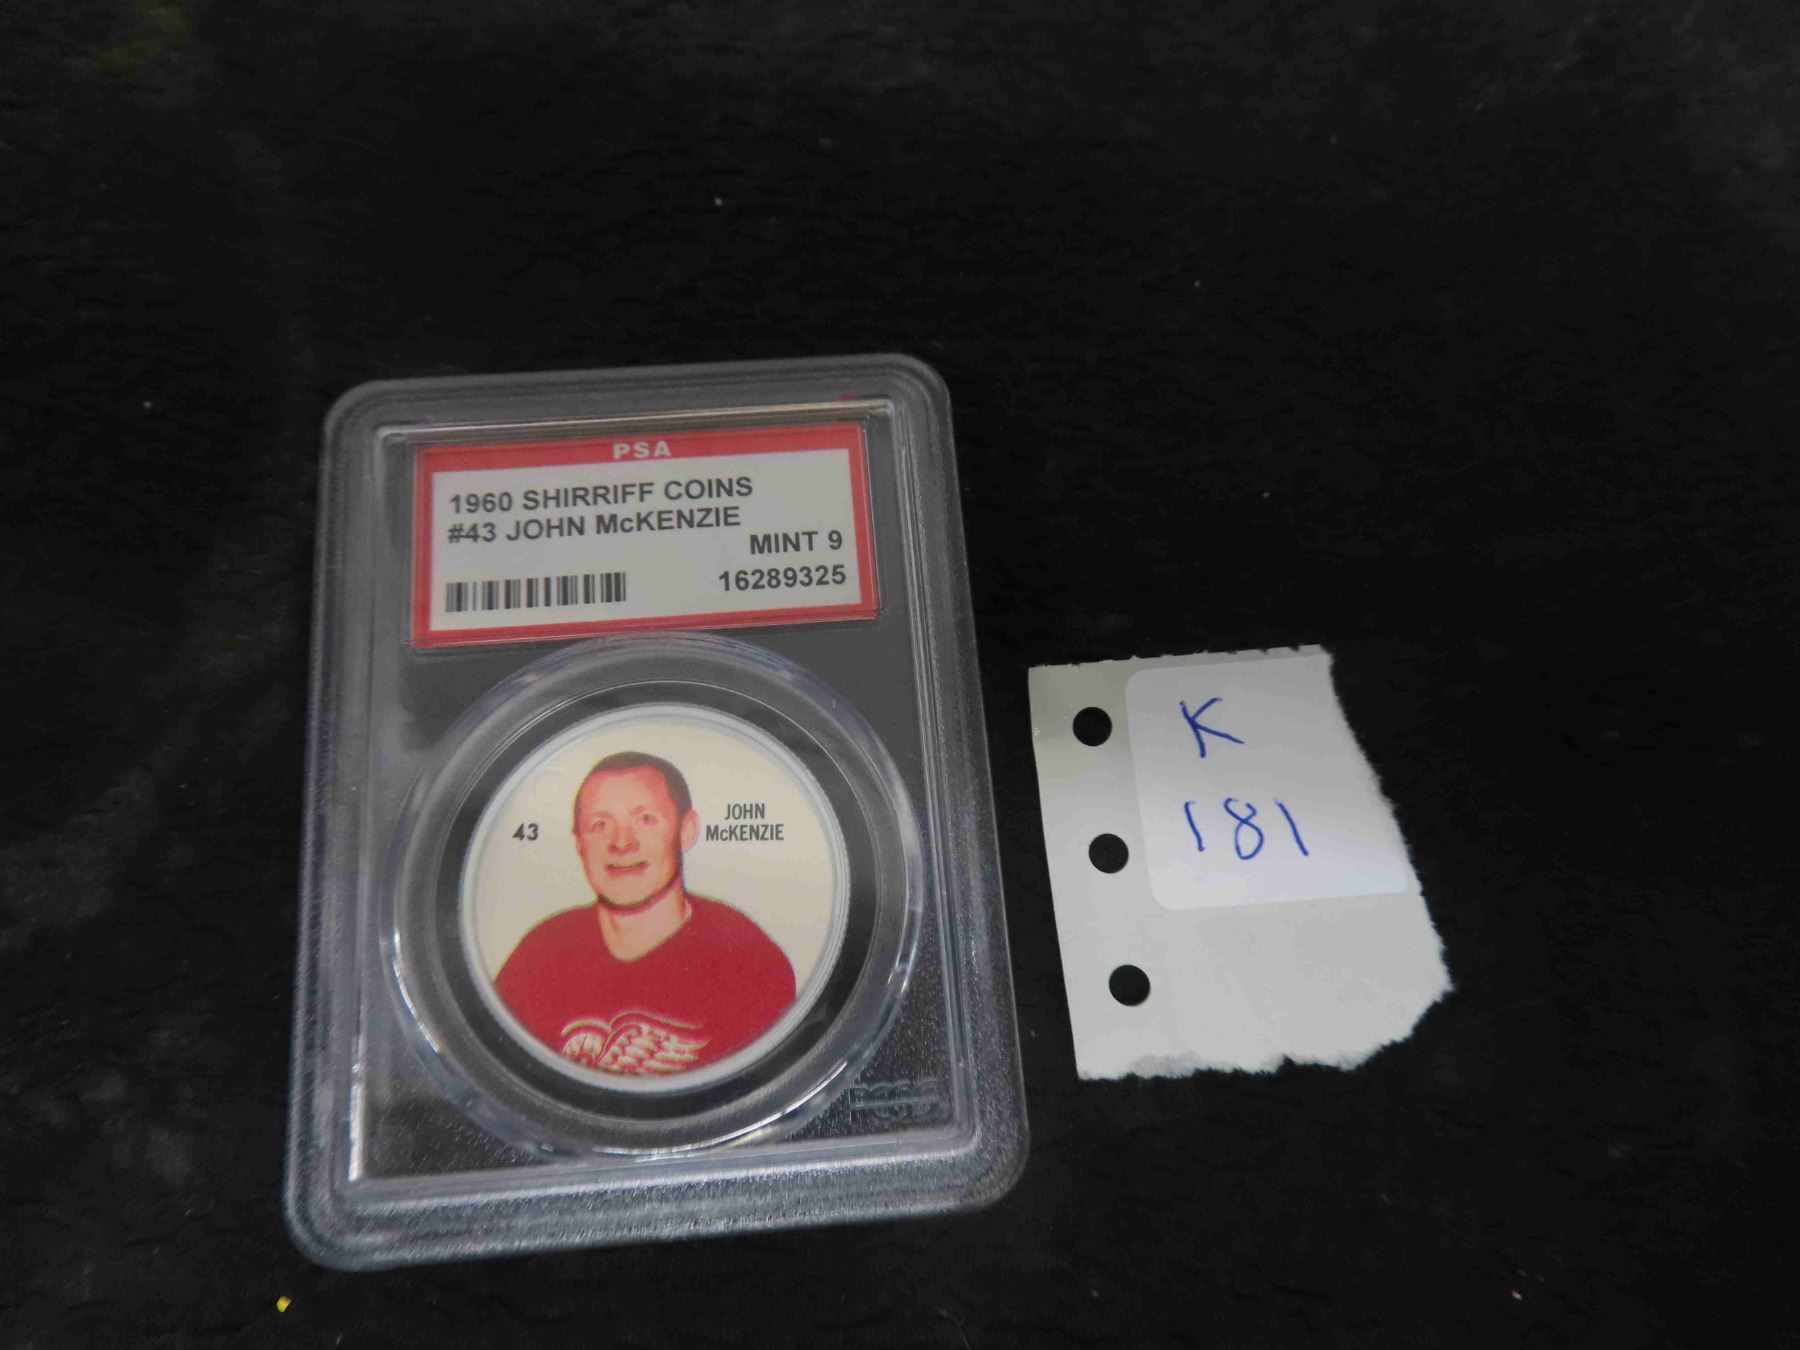 PSA
1960 SHIRRIFF COINS
#43 JOHN McKENZIE
MINT 9
16289325
43
JOHN
McKENZIE
K
181